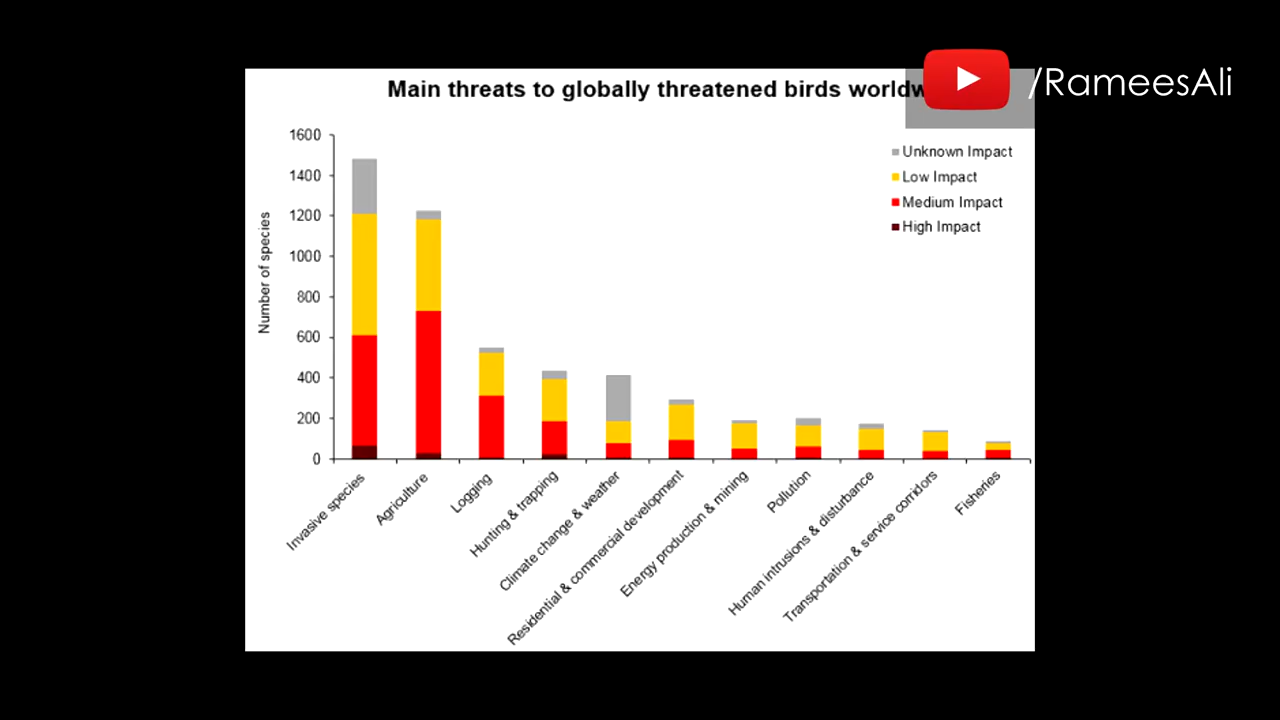 /RameesAli
Main threats to globally threatened birds
Unknown Impact
Low Impact
Medium Impact
High Impact
Number of species
1600
1400
1200
1000
800
600
400
200
0
Invasive species
Agriculture
Logging
Hunting & trapping
Climate change & weather
Residential & commercial development
Energy production & mining
Pollution
Human intrusions & disturbance
Transportation & service corridors
Fisheries